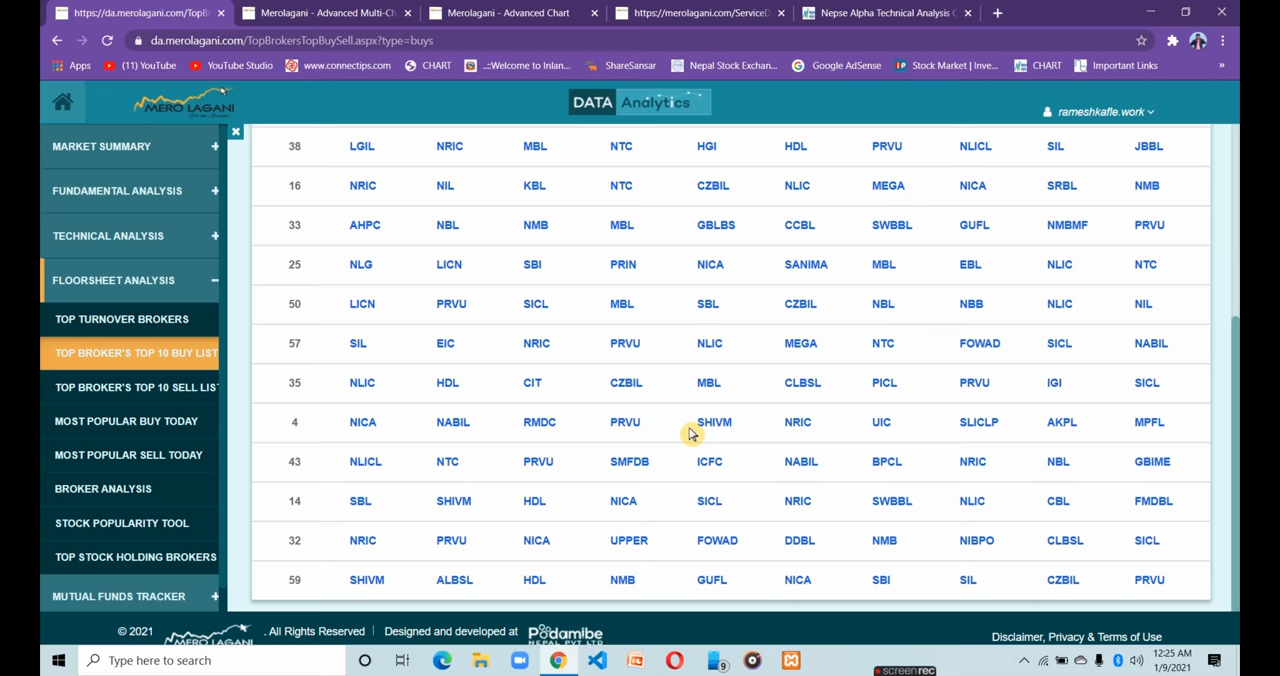 https://da.merolagani.com/TopB
Merolagani - Advanced Multi-Ch
Merolagani - Advanced Chart
https://merolagani.com/ServiceD
Nepse Alpha Technical Analysis C
da.merolagani.com/TopBrokersTopBuySell.aspx?type=buys
Apps (11) YouTube YouTube Studio www.connectips.com CHART ..::Welcome to Inlan... ShareSansar Nepal Stock Exchan... Google AdSense Stock Market | Inve... CHART Important Links »
MERO LAGANI
DATA Analytics
rameshkafle.work
MARKET SUMMARY +
FUNDAMENTAL ANALYSIS +
TECHNICAL ANALYSIS +
FLOORSHEET ANALYSIS −
TOP TURNOVER BROKERS
TOP BROKER'S TOP 10 BUY LIST
TOP BROKER'S TOP 10 SELL LIS
MOST POPULAR BUY TODAY
MOST POPULAR SELL TODAY
BROKER ANALYSIS
STOCK POPULARITY TOOL
TOP STOCK HOLDING BROKERS
MUTUAL FUNDS TRACKER +
38 LGIL NRIC MBL NTC HGI HDL PRVU NLICL SIL JBBL
16 NRIC NIL KBL NTC CZBIL NLIC MEGA NICA SRBL NMB
33 AHPC NBL NMB MBL GBLBS CCBL SWBBL GUFL NMBMF PRVU
25 NLG LICN SBI PRIN NICA SANIMA MBL EBL NLIC NTC
50 LICN PRVU SICL MBL SBL CZBIL NBL NBB NLIC NIL
57 SIL EIC NRIC PRVU NLIC MEGA NTC FOWAD SICL NABIL
35 NLIC HDL CIT CZBIL MBL CLBSL PICL PRVU IGI SICL
4 NICA NABIL RMDC PRVU SHIVM NRIC UIC SLICLP AKPL MPFL
43 NLICL NTC PRVU SMFDB ICFC NABIL BPCL NRIC NBL GBIME
14 SBL SHIVM HDL NICA SICL NRIC SWBBL NLIC CBL FMDBL
32 NRIC PRVU NICA UPPER FOWAD DDBL NMB NIBPO CLBSL SICL
59 SHIVM ALBSL HDL NMB GUFL NICA SBI SIL CZBIL PRVU
© 2021 MERO LAGANI . All Rights Reserved | Designed and developed at Podamibe
NEPAL PVT LTD
Disclaimer, Privacy & Terms of Use
Type here to search
9
12:25 AM
1/9/2021
screenrec